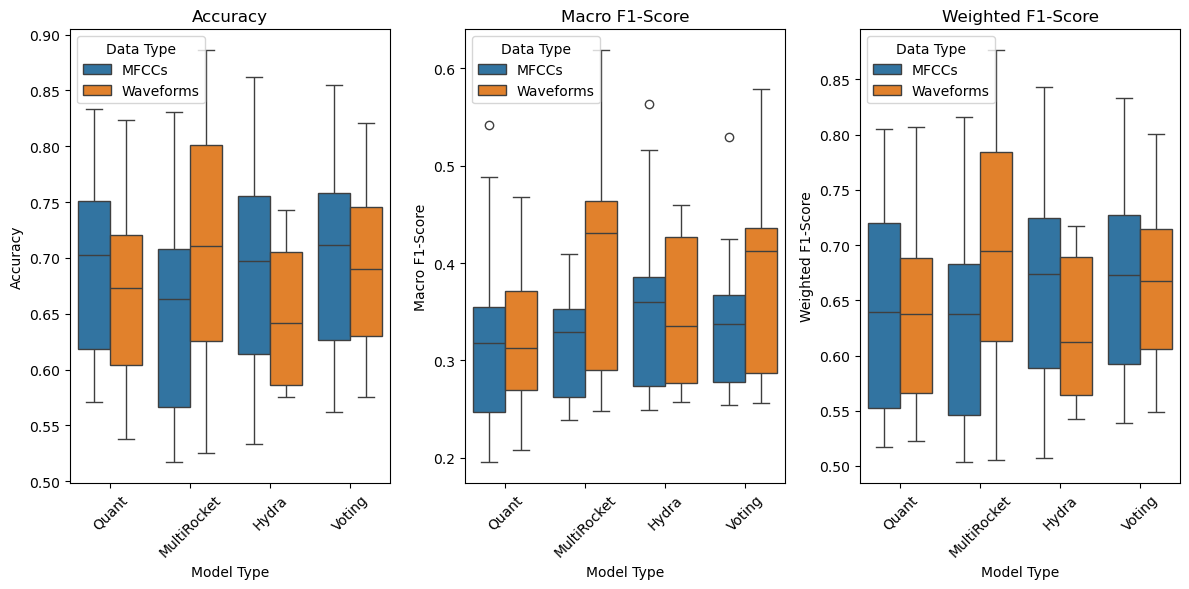 Accuracy
Accuracy
0.90
0.85
0.80
0.75
0.70
0.65
0.60
0.55
0.50
Data Type
MFCCs
Waveforms
Quant
MultiRocket
Hydra
Voting
Model Type
Macro F1-Score
Macro F1-Score
0.6
0.5
0.4
0.3
0.2
Data Type
MFCCs
Waveforms
Quant
MultiRocket
Hydra
Voting
Model Type
Weighted F1-Score
Weighted F1-Score
0.85
0.80
0.75
0.70
0.65
0.60
0.55
0.50
Data Type
MFCCs
Waveforms
Quant
MultiRocket
Hydra
Voting
Model Type